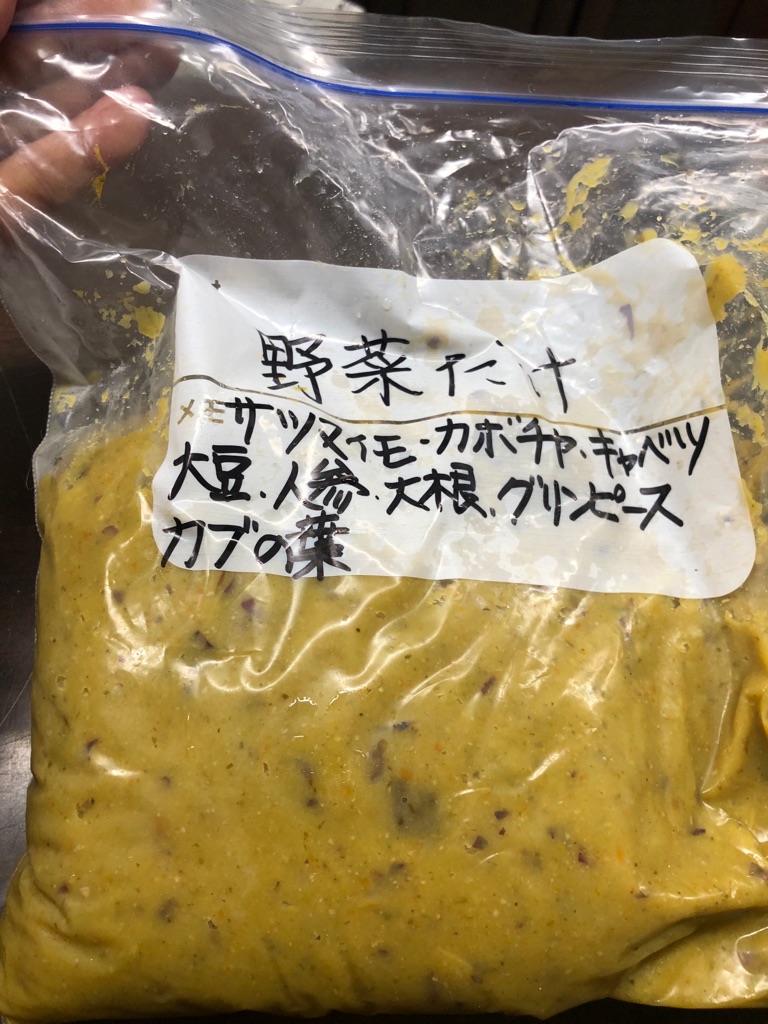 野菜だけ
メモ
サツマイモ・カボチャ、キャベツ
大豆、人参、大根、グリンピース
カブの葉